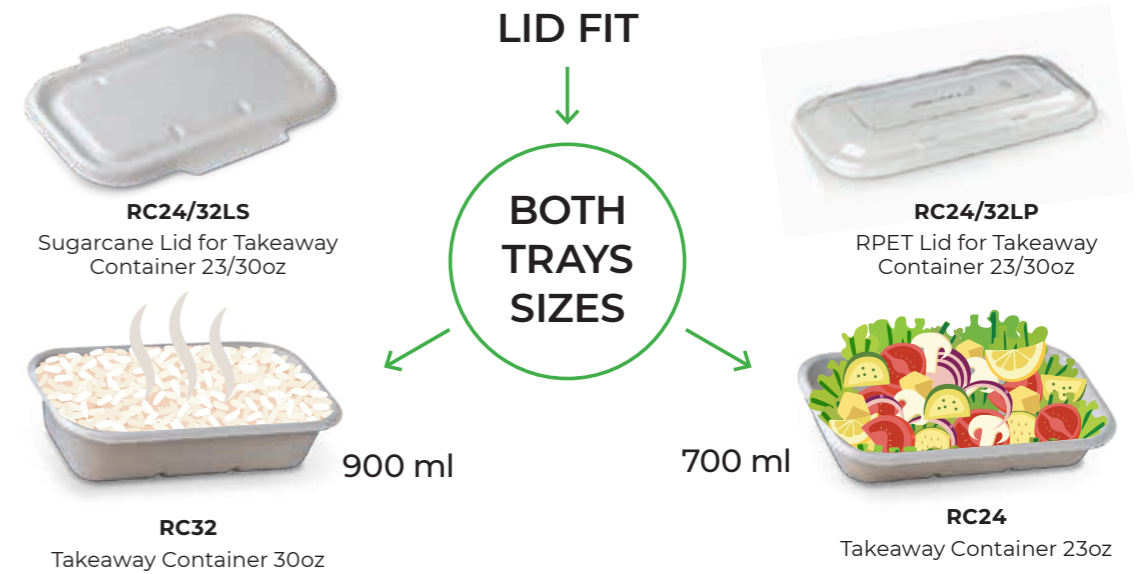 LID FIT
BOTH
TRAYS
SIZES
RC24/32LS
Sugarcane Lid for Takeaway
Container 23/30oz
RC24/32LP
RPET Lid for Takeaway
Container 23/30oz
900 ml
700 ml
RC32
Takeaway Container 30oz
RC24
Takeaway Container 23oz